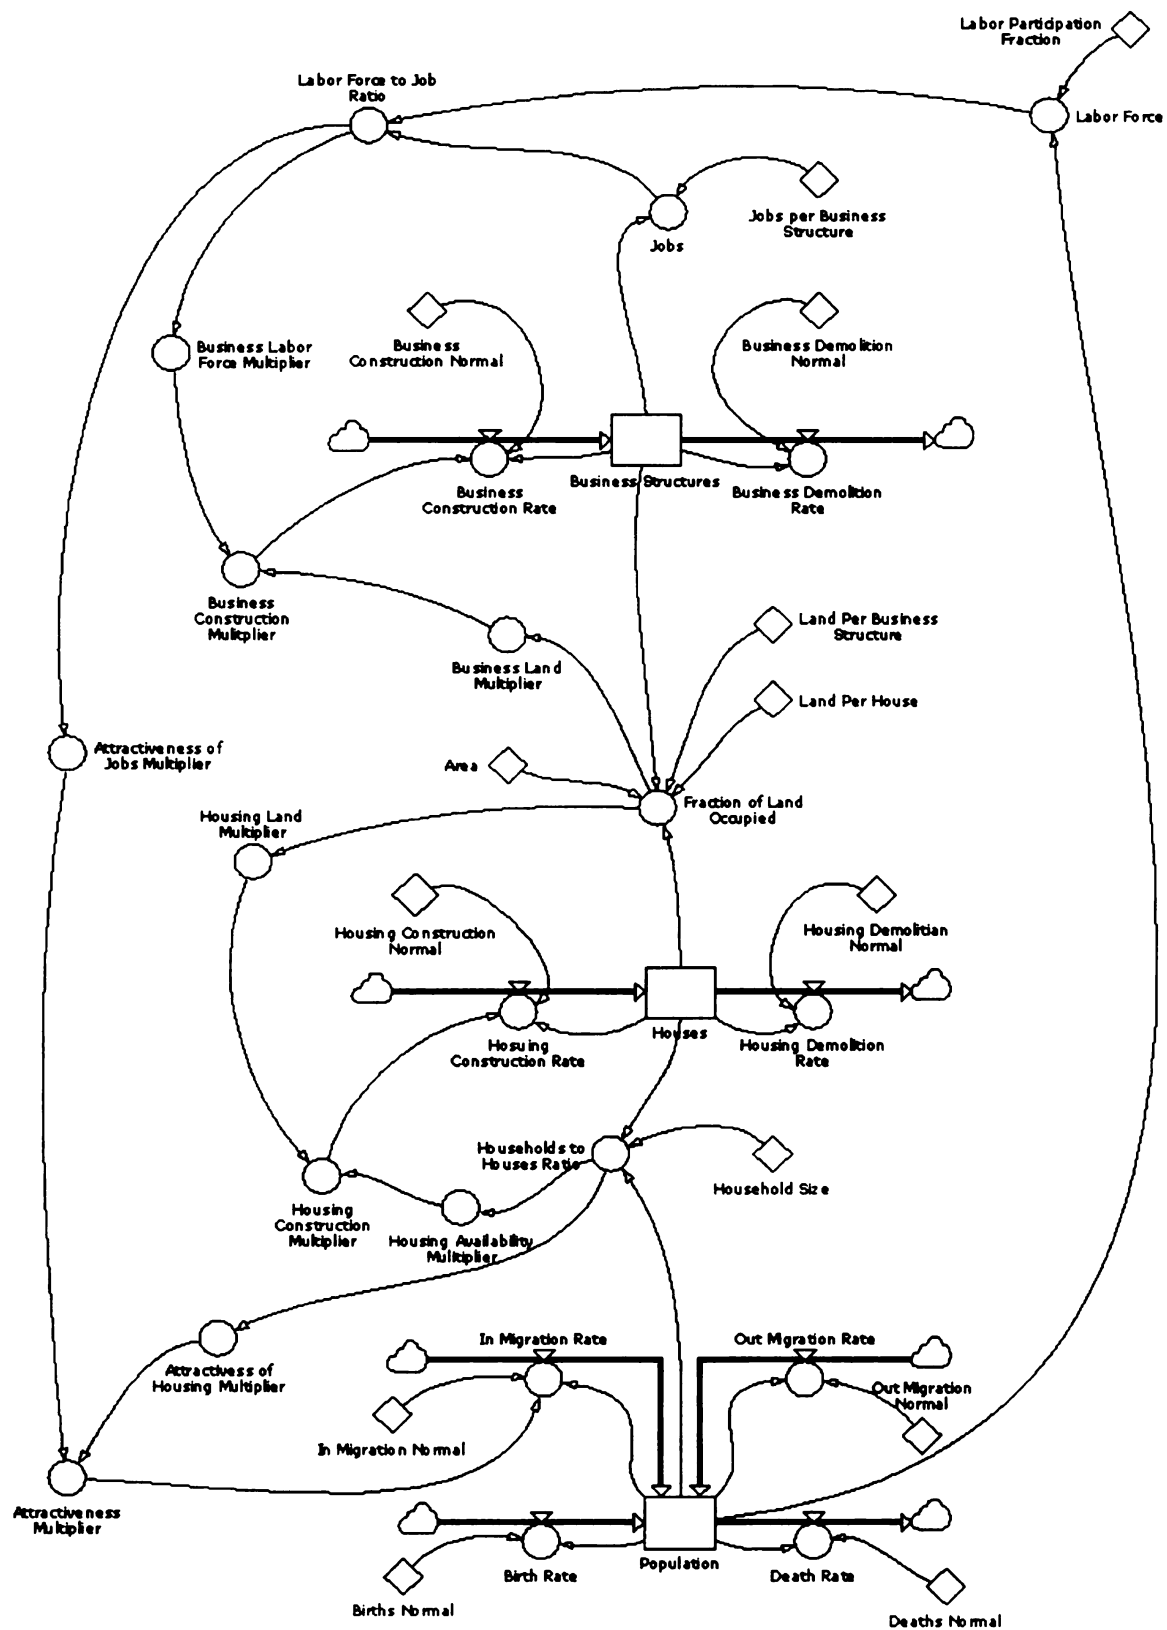 Labor Participation
Fraction
Labor Force to Job
Ratio
Labor Force
Jobs per Business
Structure
Jobs
Business Labor
Force Multiplier
Business
Construction Normal
Business Demolition
Normal
Business Structures
Business
Construction Rate
Business Demolition
Rate
Business
Construction
Mulitplier
Land Per Business
Structure
Business Land
Multiplier
Land Per House
Attractiveness of
Jobs Multiplier
Area
Fraction of Land
Occupied
Housing Land
Multiplier
Housing Construction
Normal
Housing Demolitian
Normal
Houses
Hosuing
Construction Rate
Housing Demolition
Rate
Households to
Houses Ratio
Household Size
Housing
Construction
Multiplier
Housing Availability
Mulitiplier
In Migration Rate
Out Migration Rate
Attractivess of
Housing Multiplier
Out Migration
Normal
In Migration Normal
Attractiveness
Multiplier
Population
Birth Rate
Death Rate
Births Normal
Deaths Normal